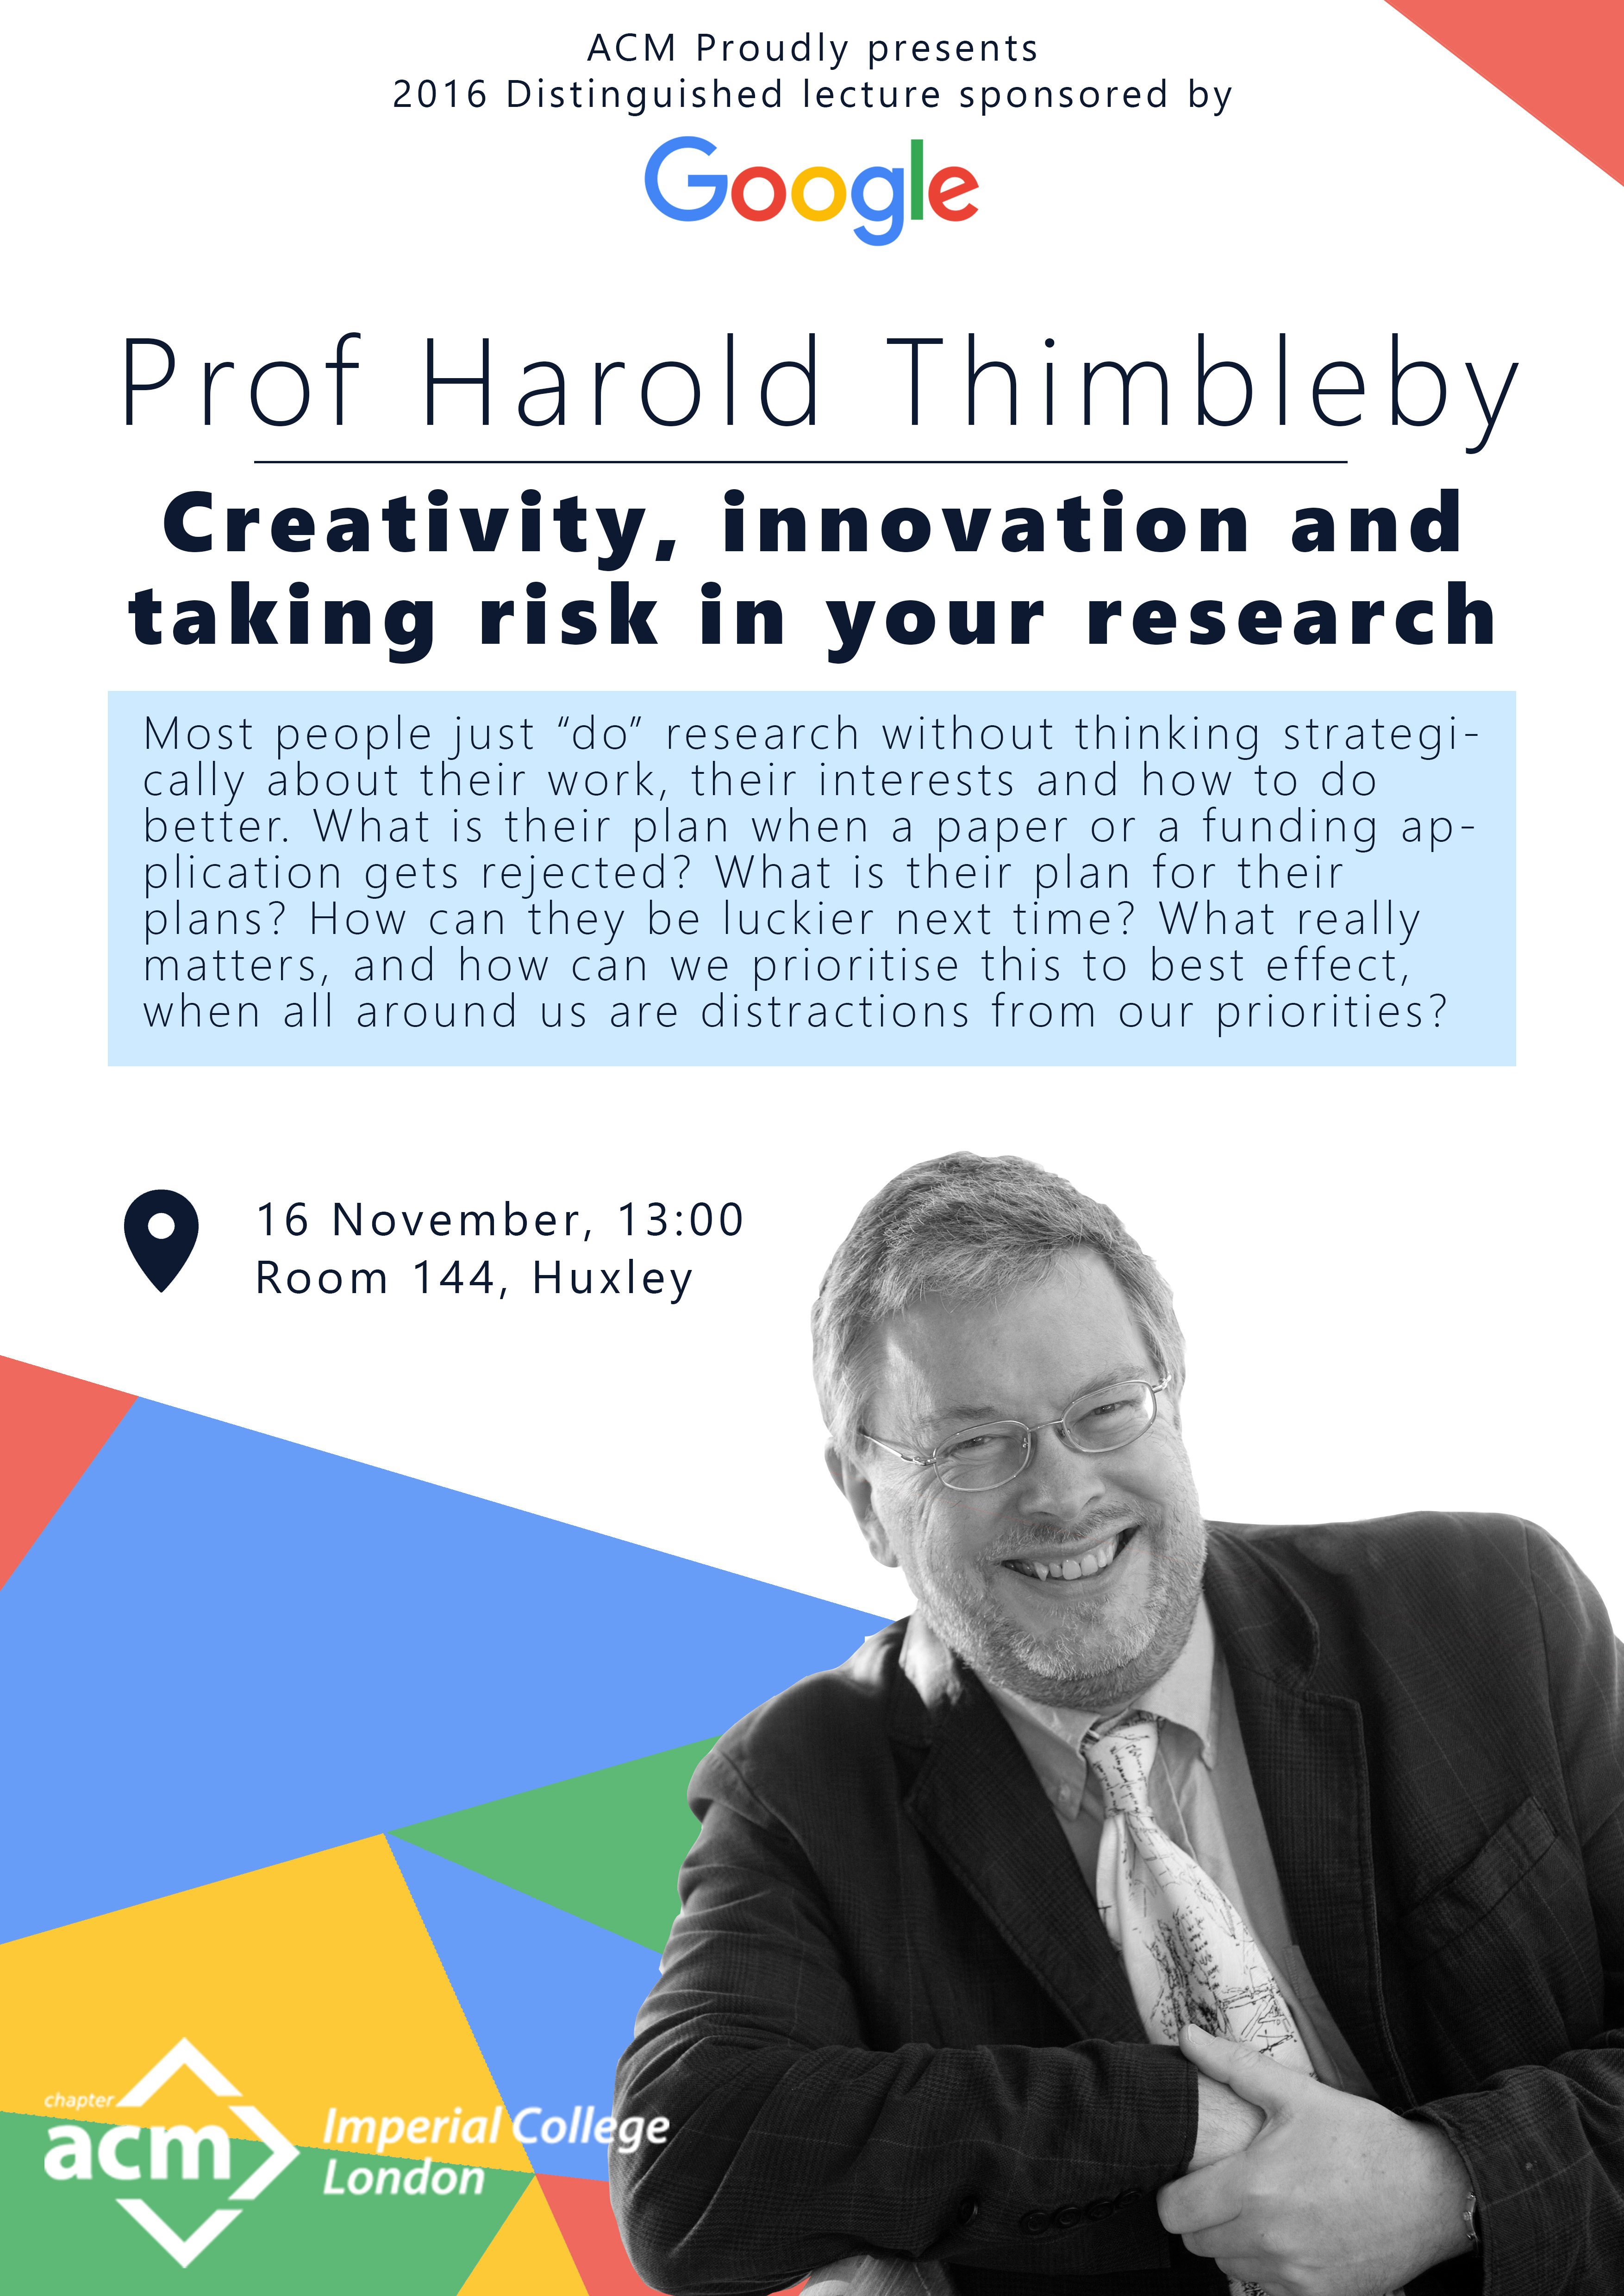 ACM Proudly presents
2016 Distinguished lecture sponsored by
Google
Prof Harold Thimbleby
Creativity, innovation and
taking risk in your research
Most people just “do” research without thinking strategi-
cally about their work, their interests and how to do
better. What is their plan when a paper or a funding ap-
plication gets rejected? What is their plan for their
plans? How can they be luckier next time? What really
matters, and how can we prioritise this to best effect,
when all around us are distractions from our priorities?
16 November, 13:00
Room 144, Huxley
chapter
acm
Imperial College
London